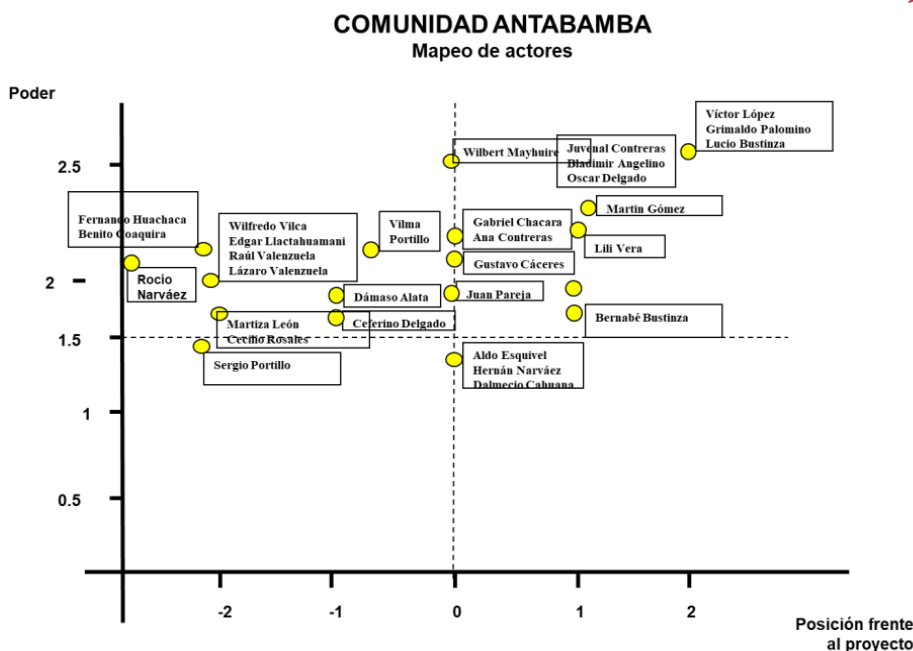 COMUNIDAD ANTABAMBA
Mapeo de actores
Poder
2.5
2
1.5
1
0.5
Fernando Huachaca
Benito Coaquira
Rocío
Narváez
Wilfredo Vilca
Edgar Llactahuamani
Raúl Valenzuela
Lázaro Valenzuela
Martiza León
Cecilio Rosales
Sergio Portillo
Vilma
Portillo
Dámaso Alata
Ceferino Delgado
Wilbert Mayhuire
Gabriel Chacara
Ana Contreras
Gustavo Cáceres
Juan Pareja
Aldo Esquivel
Hernán Narváez
Dalmecio Cahuana
Juvenal Contreras
Bladimir Angelino
Oscar Delgado
Víctor López
Grimaldo Palomino
Lucio Bustinza
Martin Gómez
Lili Vera
Bernabé Bustinza
-2
-1
0
1
2
Posición frente
al proyecto